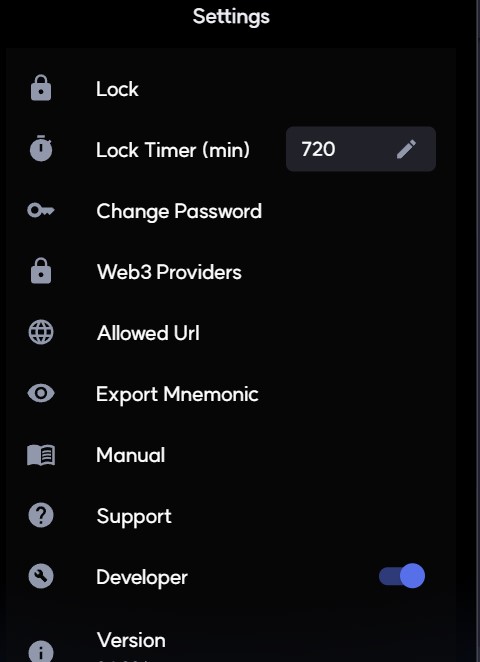 Settings
Lock
Lock Timer (min)
720
Change Password
Web3 Providers
Allowed Url
Export Mnemonic
Manual
Support
Developer
Version